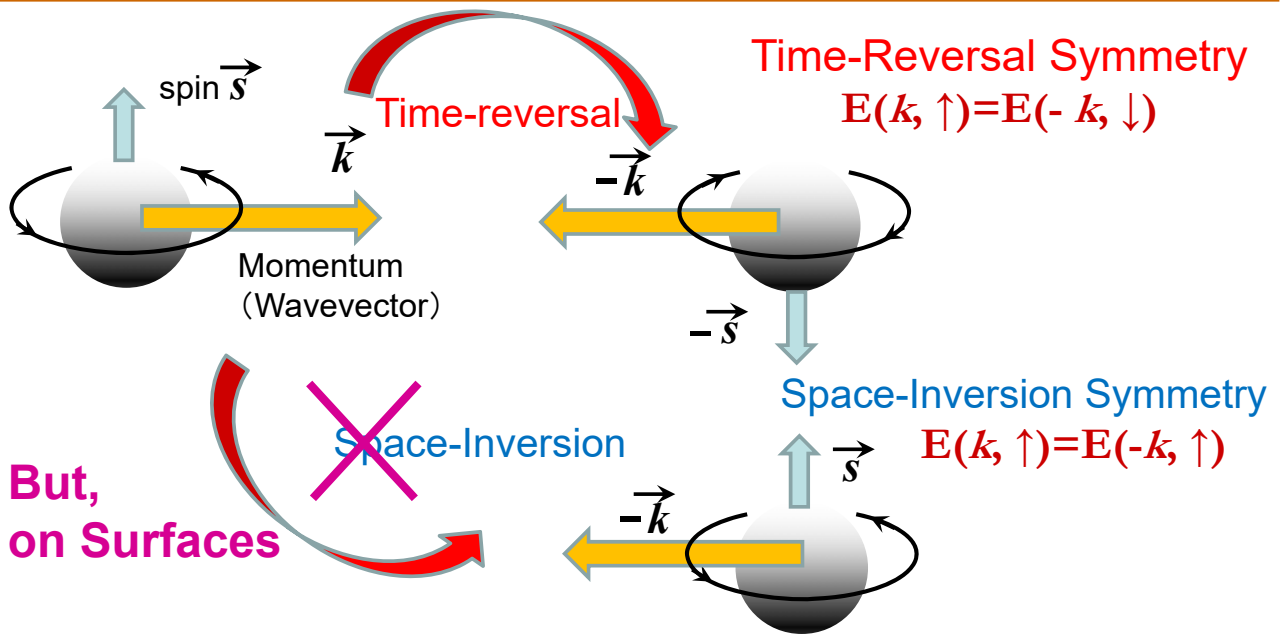 Time-Reversal Symmetry
E(k, ↑)=E(- k, ↓)
spin s⃗
Time-reversal
k⃗
−k⃗
Momentum
（Wavevector）
−s⃗
Space-Inversion Symmetry
E(k, ↑)=E(-k, ↑)
Space-Inversion
s⃗
But,
on Surfaces
−k⃗